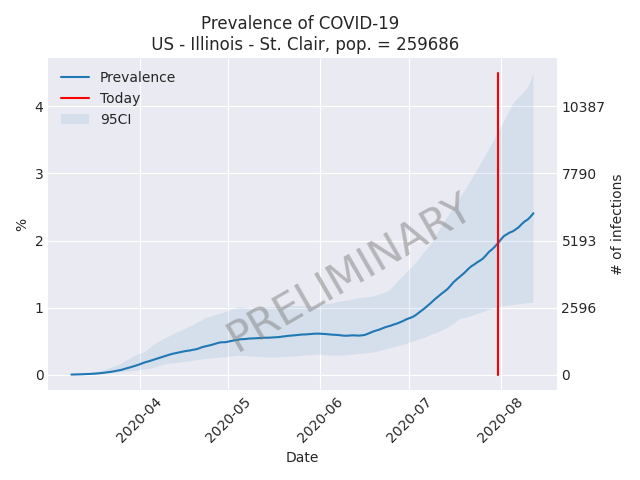 Prevalence of COVID-19
US - Illinois - St. Clair, pop. = 259686
Prevalence
Today
95CI
4
3
2
1
0
%
10387
7790
5193
2596
0
# of infections
PRELIMINARY
2020-04
2020-05
2020-06
2020-07
2020-08
Date